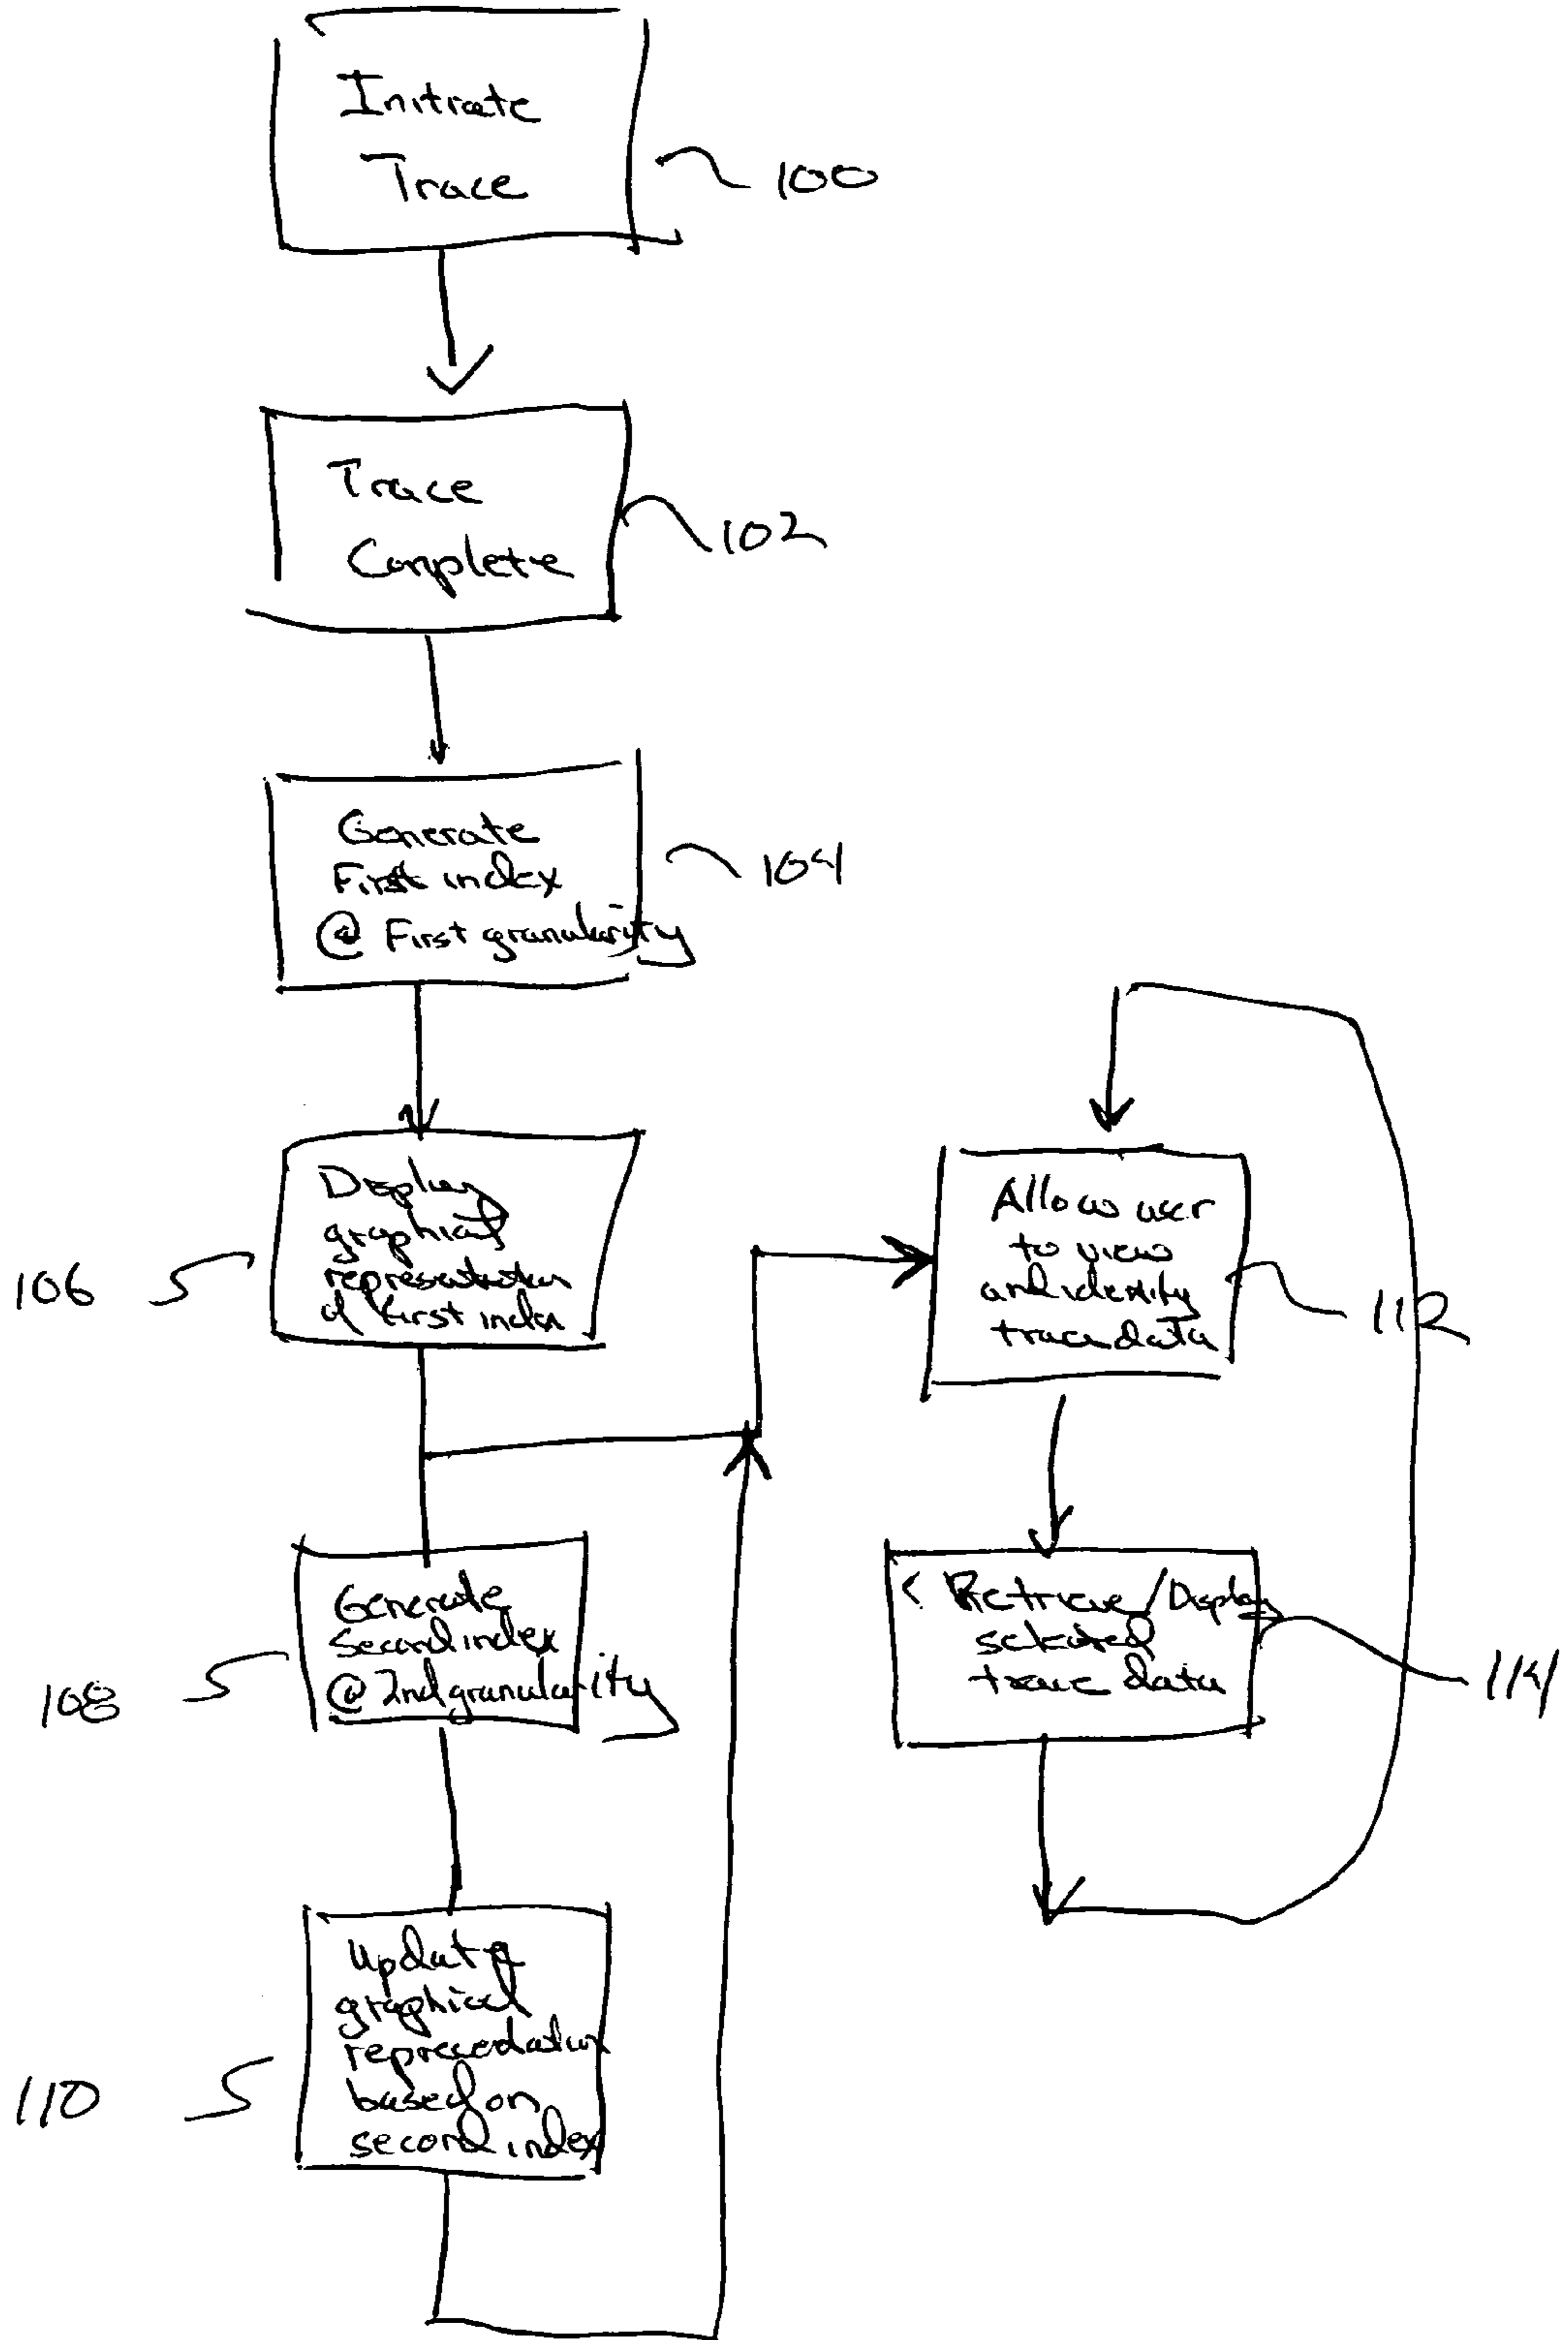 Initiate
Trace
100
Trace
Complete
102
Generate
First index
@ First granularity
104
Display
graphical
representation
of first index
106
Generate
second index
@ 2nd granularity
108
Update
graphical
representation
based on
second index
110
Allow user
to view
and identify
trace data
112
< Retrieve/Display
selected
trace data
114